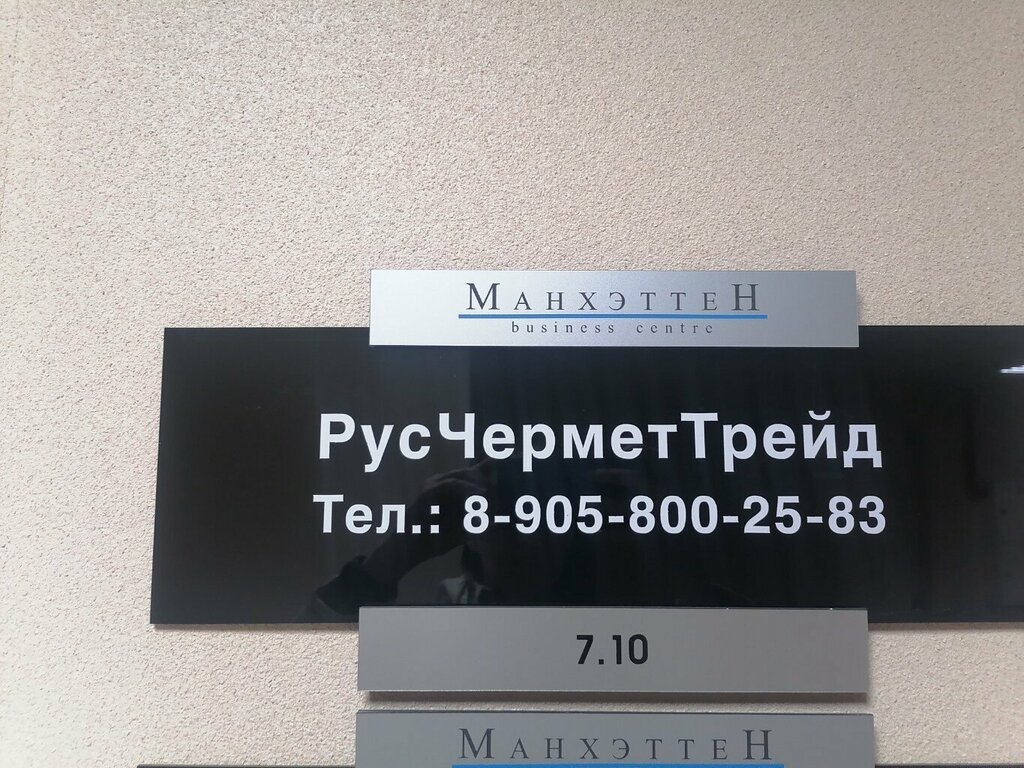 МАНХЭТТЕН
business centre
РусЧерметТрейд
Тел.: 8-905-800-25-83
7.10
МАНХЭТТЕН